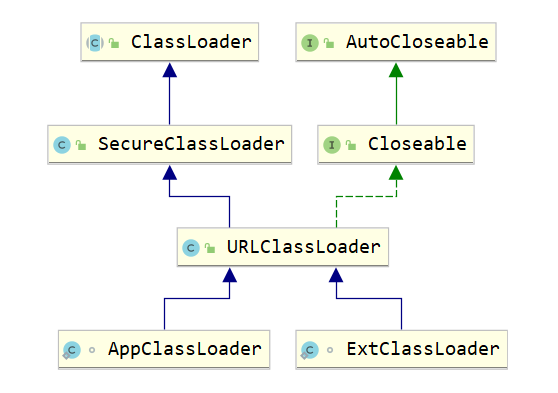 ClassLoader
AutoCloseable
SecureClassLoader
Closeable
URLClassLoader
AppClassLoader
ExtClassLoader